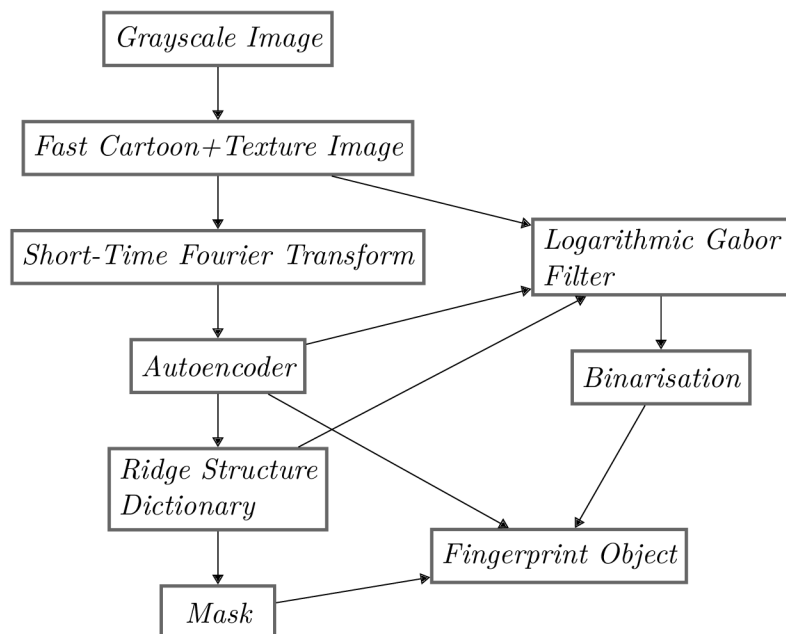 Grayscale Image
Fast Cartoon+Texture Image
Short-Time Fourier Transform
Logarithmic Gabor
Filter
Autoencoder
Binarisation
Ridge Structure
Dictionary
Fingerprint Object
Mask